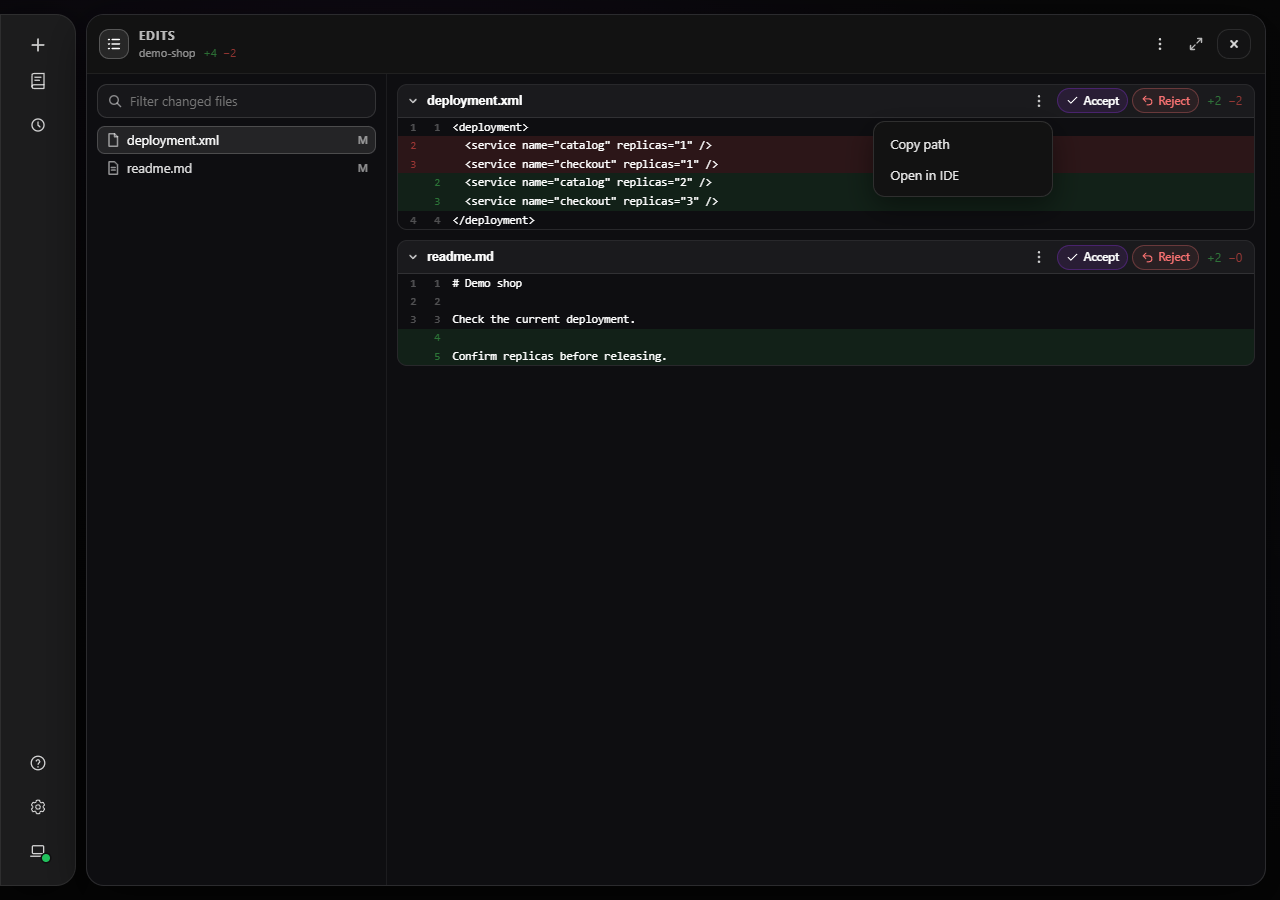 EDITS
demo-shop +4 −2
Filter changed files
deployment.xml M
readme.md M
deployment.xml Accept Reject +2 −2
1 1 <deployment>
2 <service name="catalog" replicas="1" />
3 <service name="checkout" replicas="1" />
2 <service name="catalog" replicas="2" />
3 <service name="checkout" replicas="3" />
4 4 </deployment>
Copy path
Open in IDE
readme.md Accept Reject +2 −0
1 1 # Demo shop
2 2
3 3 Check the current deployment.
4
5 Confirm replicas before releasing.